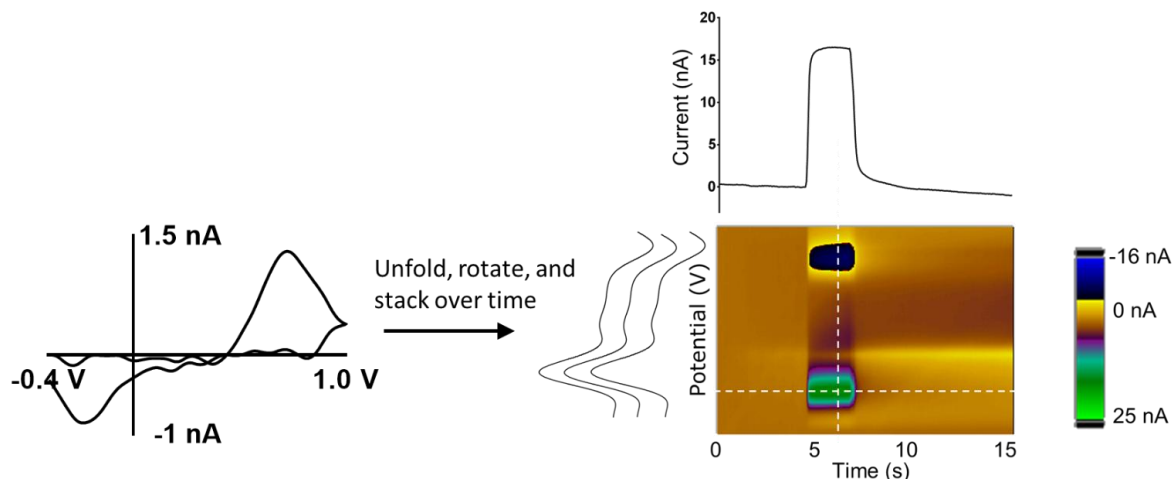 1.5 nA
-0.4 V
1.0 V
-1 nA
Unfold, rotate, and
stack over time
Current (nA)
20
15
10
5
0
Potential (V)
0
5
10
15
Time (s)
-16 nA
0 nA
25 nA